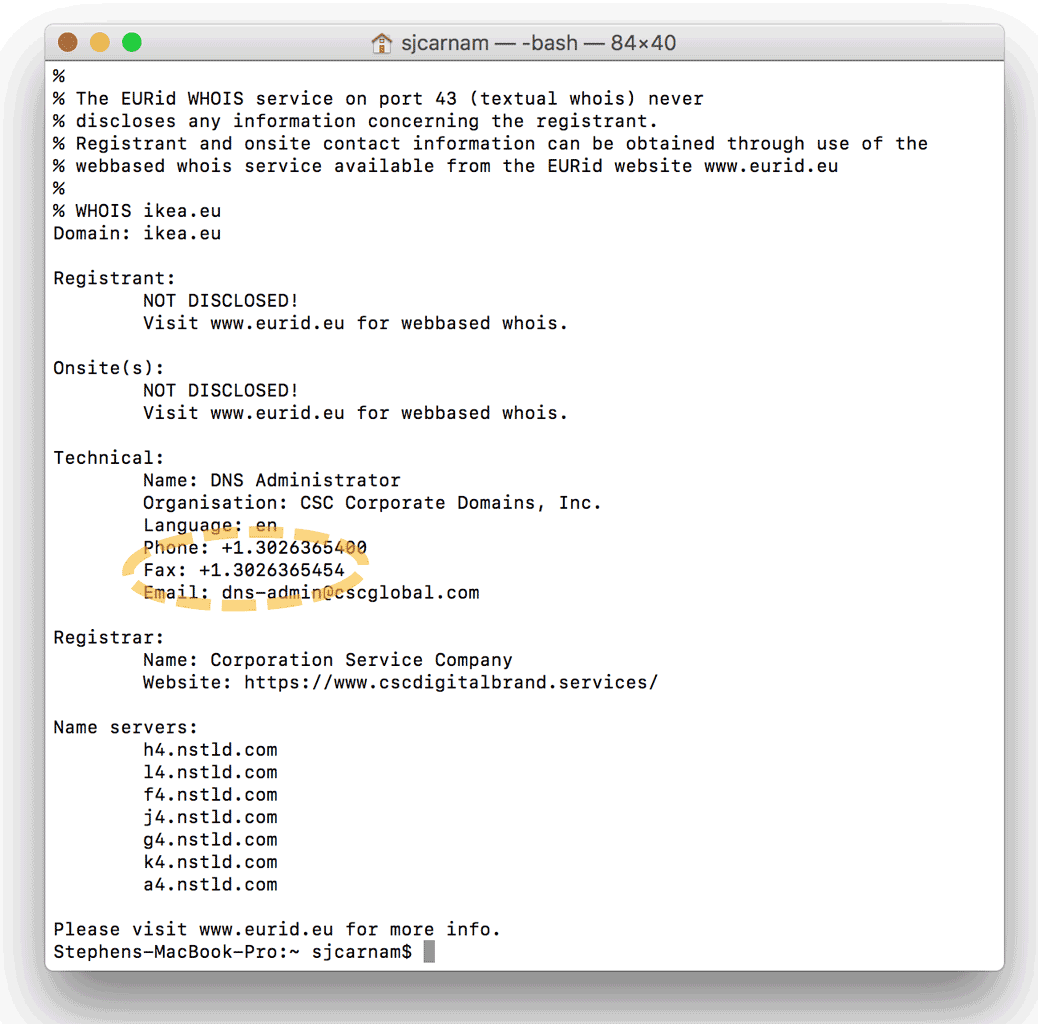 sjcarnam — -bash — 84×40
%
% The EURid WHOIS service on port 43 (textual whois) never
% discloses any information concerning the registrant.
% Registrant and onsite contact information can be obtained through use of the
% webbased whois service available from the EURid website www.eurid.eu
%
% WHOIS ikea.eu
Domain: ikea.eu
Registrant:
NOT DISCLOSED!
Visit www.eurid.eu for webbased whois.
Onsite(s):
NOT DISCLOSED!
Visit www.eurid.eu for webbased whois.
Technical:
Name: DNS Administrator
Organisation: CSC Corporate Domains, Inc.
Language: en
Phone: +1.3026365400
Fax: +1.3026365454
Email: dns-admin@cscglobal.com
Registrar:
Name: Corporation Service Company
Website: https://www.cscdigitalbrand.services/
Name servers:
h4.nstld.com
l4.nstld.com
f4.nstld.com
j4.nstld.com
g4.nstld.com
k4.nstld.com
a4.nstld.com
Please visit www.eurid.eu for more info.
Stephens-MacBook-Pro:~ sjcarnam$